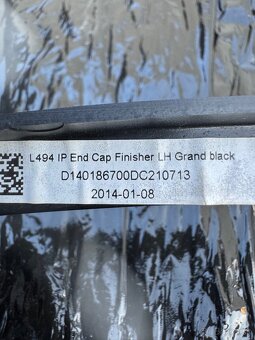 L494 IP End Cap Finisher LH Grand black
D140186700DC210713
2014-01-08